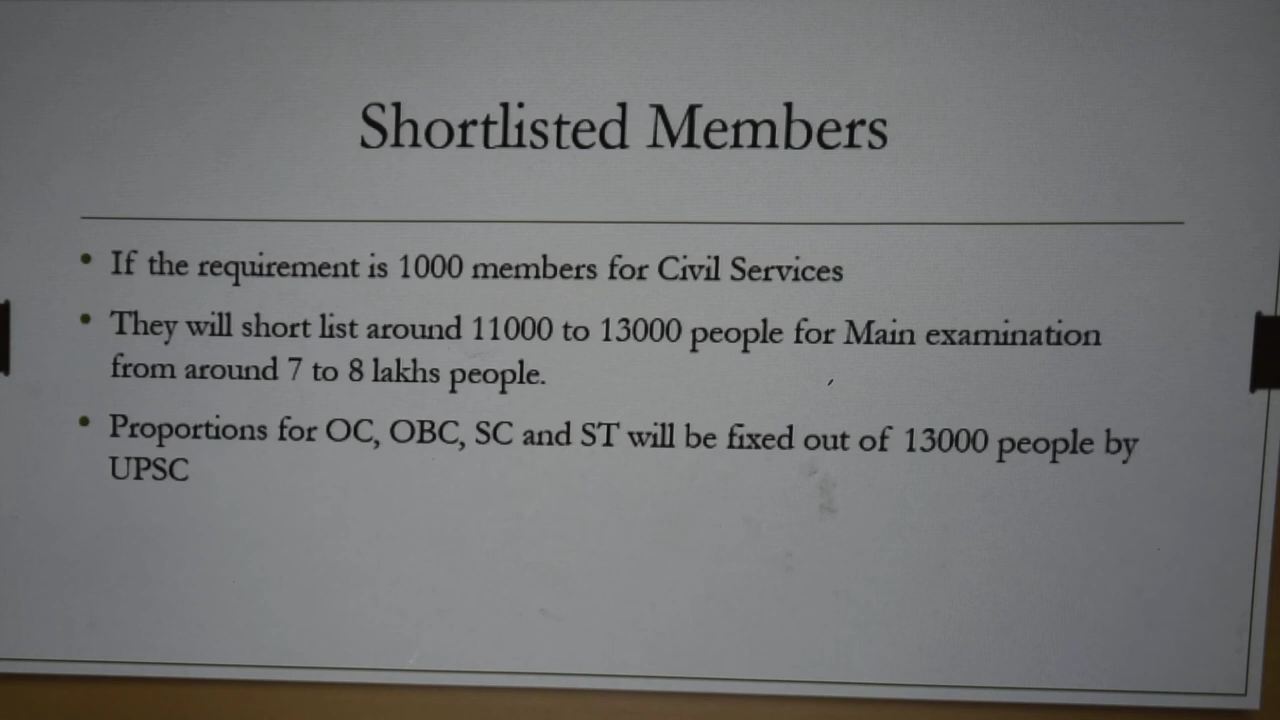 Shortlisted Members
• If the requirement is 1000 members for Civil Services
• They will short list around 11000 to 13000 people for Main examination
from around 7 to 8 lakhs people.
• Proportions for OC, OBC, SC and ST will be fixed out of 13000 people by
UPSC